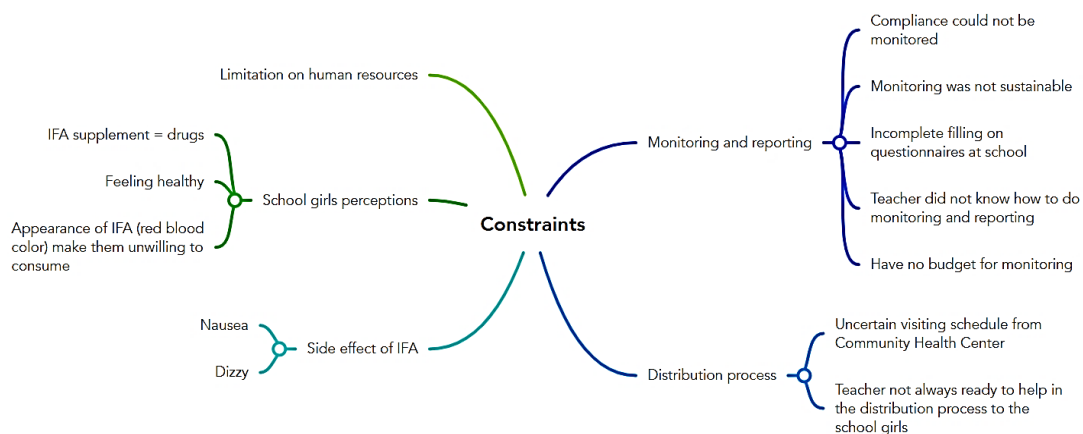 Constraints
Limitation on human resources
School girls perceptions
IFA supplement = drugs
Feeling healthy
Appearance of IFA (red blood
color) make them unwilling to
consume
Side effect of IFA
Nausea
Dizzy
Monitoring and reporting
Compliance could not be
monitored
Monitoring was not sustainable
Incomplete filling on
questionnaires at school
Teacher did not know how to do
monitoring and reporting
Have no budget for monitoring
Distribution process
Uncertain visiting schedule from
Community Health Center
Teacher not always ready to help in
the distribution process to the
school girls